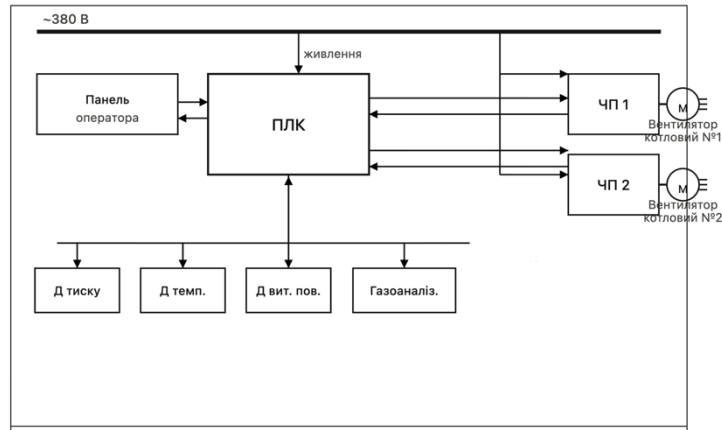 ~380 В
живлення
Панель
оператора
ПЛК
ЧП 1
М
Вентилятор
котловий №1
ЧП 2
М
Вентилятор
котловий №2
Д тиску
Д темп.
Д вит. пов.
Газоаналіз.